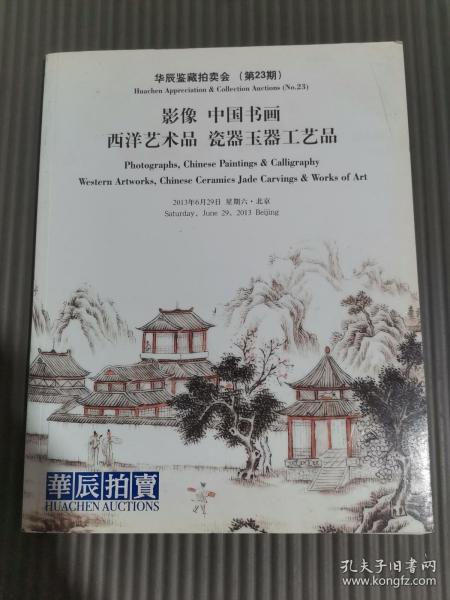 华辰鉴藏拍卖会 (第23期)
Huachen Appreciation & Collection Auctions (No.23)
影像 中国书画
西洋艺术品 瓷器玉器工艺品
Photographs, Chinese Paintings & Calligraphy
Western Artworks, Chinese Ceramics Jade Carvings & Works of Art
2013年6月29日 星期六·北京
Saturday, June 29, 2013 Beijing
華辰拍賣
HUACHEN AUCTIONS
孔夫子旧书网
www.kongfz.com